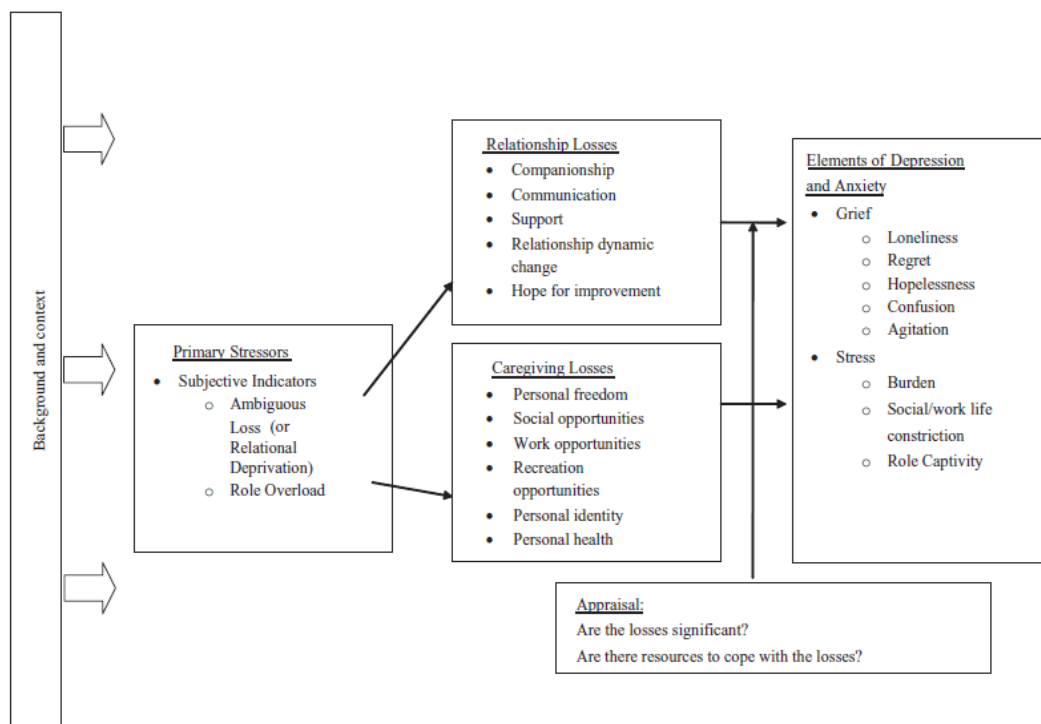 Background and context
Primary Stressors
• Subjective Indicators
o Ambiguous
Loss (or
Relational
Deprivation)
o Role Overload
Relationship Losses
• Companionship
• Communication
• Support
• Relationship dynamic
change
• Hope for improvement
Caregiving Losses
• Personal freedom
• Social opportunities
• Work opportunities
• Recreation
opportunities
• Personal identity
• Personal health
Elements of Depression
and Anxiety
• Grief
o Loneliness
o Regret
o Hopelessness
o Confusion
o Agitation
• Stress
o Burden
o Social/work life
constriction
o Role Captivity
Appraisal:
Are the losses significant?
Are there resources to cope with the losses?